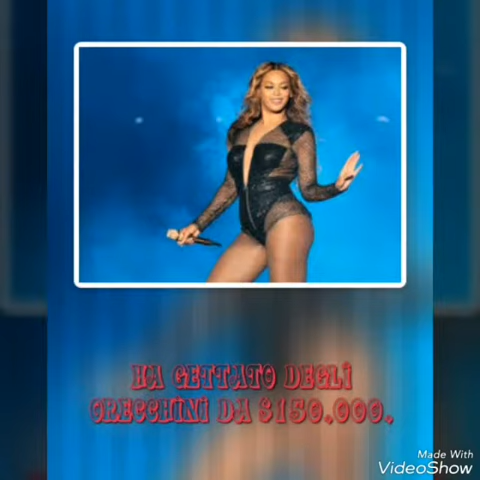 HA GETTATO DEGLI
ORECCHINI DA $150.000.
Made With
VideoShow